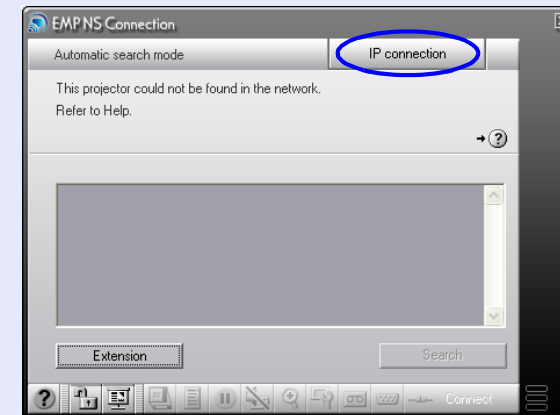 EMP NS Connection
Automatic search mode
IP connection
This projector could not be found in the network.
Refer to Help.
Extension
Search
Connect